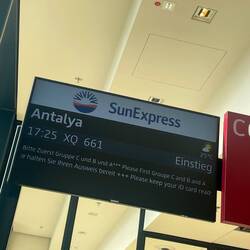 SunExpress
Antalya
25°
17:25 XQ 661
Einstieg
Bitte Zuerst Gruppe C und B und A*** Please First Groupe C and B and A
halten Sie Ihren Ausweis bereit *** Please keep your iD card read
C